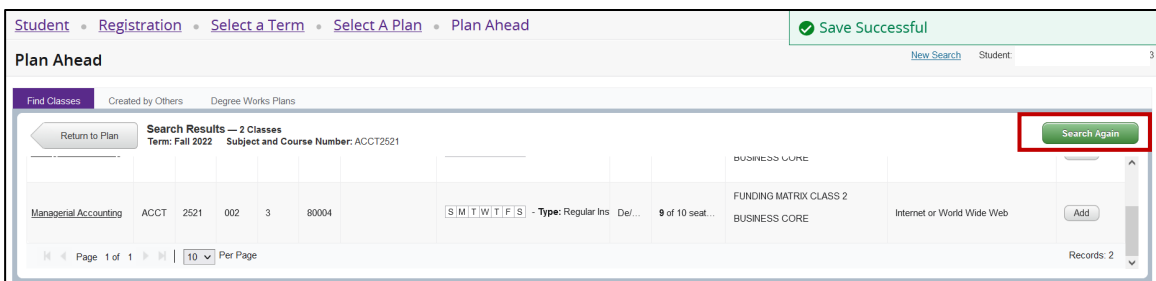 Student • Registration • Select a Term • Select A Plan • Plan Ahead
Save Successful
Plan Ahead
New Search Student: 3
Find Classes Created by Others Degree Works Plans
Return to Plan
Search Results — 2 Classes
Term: Fall 2022 Subject and Course Number: ACCT2521
Search Again
BUSINESS CORE
Managerial Accounting ACCT 2521 002 3 80004 S M T W T F S - Type: Regular Ins De/... 9 of 10 seat... FUNDING MATRIX CLASS 2 Internet or World Wide Web Add
BUSINESS CORE
Page 1 of 1 10 Per Page Records: 2